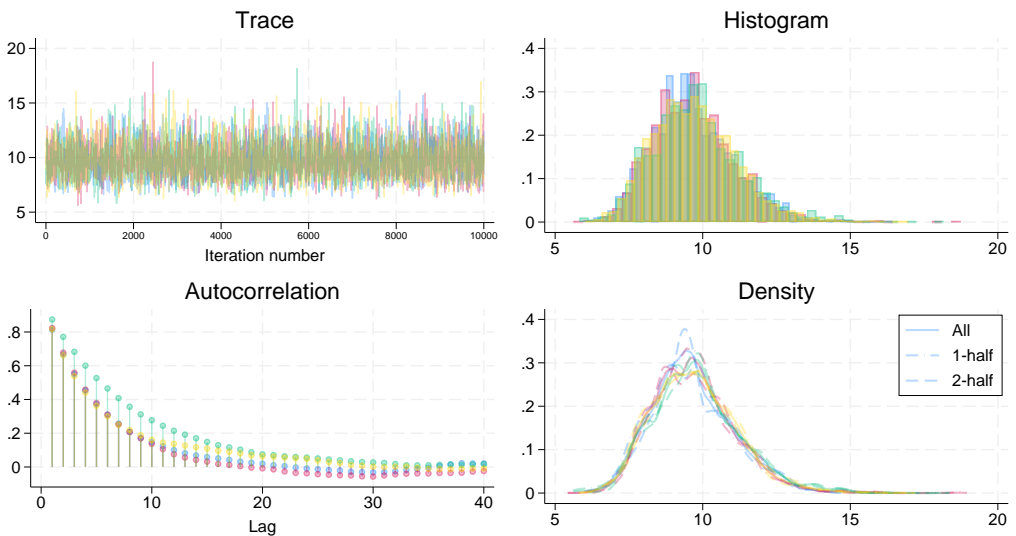 Trace
20
15
10
5
0 2000 4000 6000 8000 10000
Iteration number
Histogram
.4
.3
.2
.1
0
5 10 15 20
Autocorrelation
.8
.6
.4
.2
0
0 10 20 30 40
Lag
Density
.4
.3
.2
.1
0
5 10 15 20
All
1-half
2-half